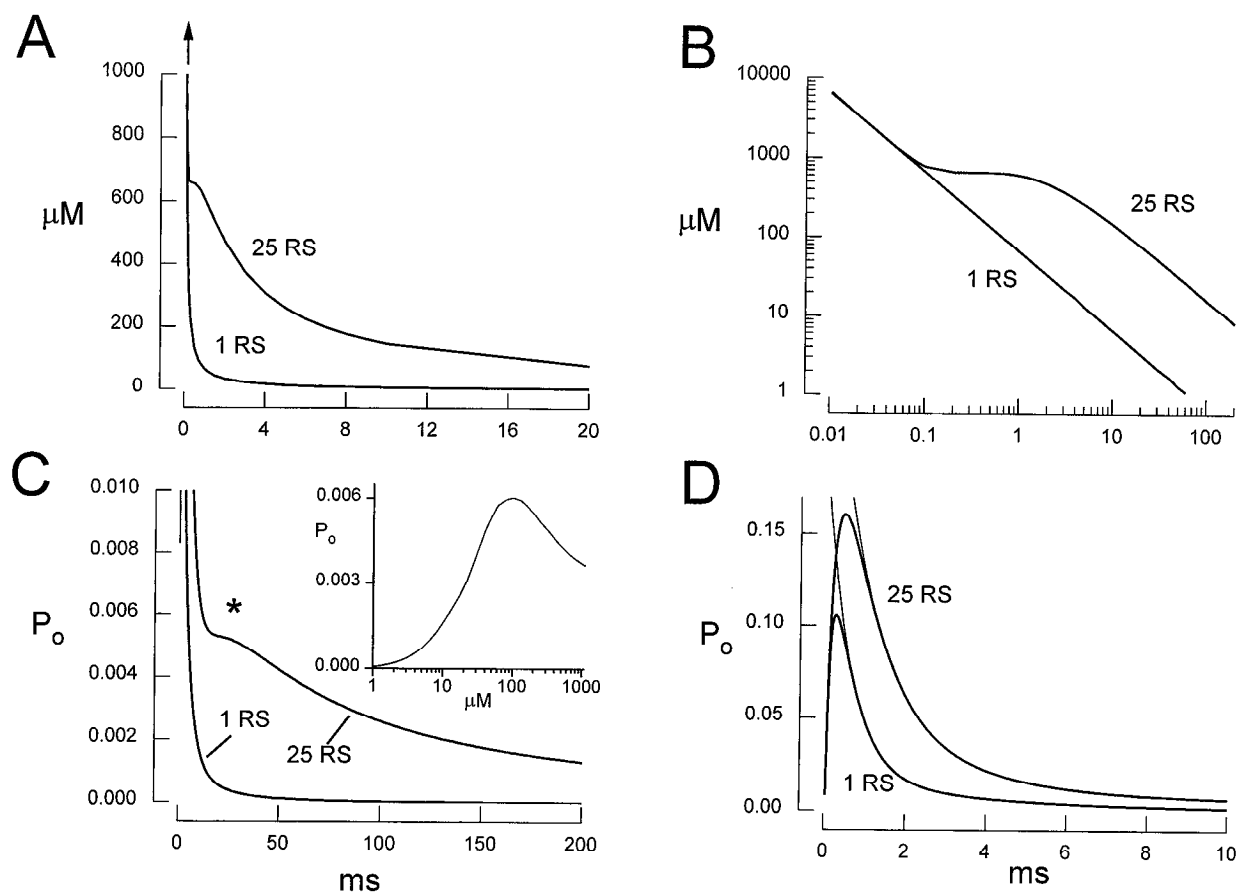 A
1000
800
600
μM
400
200
0
25 RS
1 RS
0 4 8 12 16 20
B
10000
1000
μM
100
10
1
25 RS
1 RS
0.01 0.1 1 10 100
C
0.010
0.008
0.006
Po
0.004
0.002
0.000
*
1 RS
25 RS
0 50 100 150 200
ms
0.006
Po
0.003
0.000
1 10 100 1000
μM
D
0.15
0.10
Po
0.05
0.00
25 RS
1 RS
0 2 4 6 8 10
ms